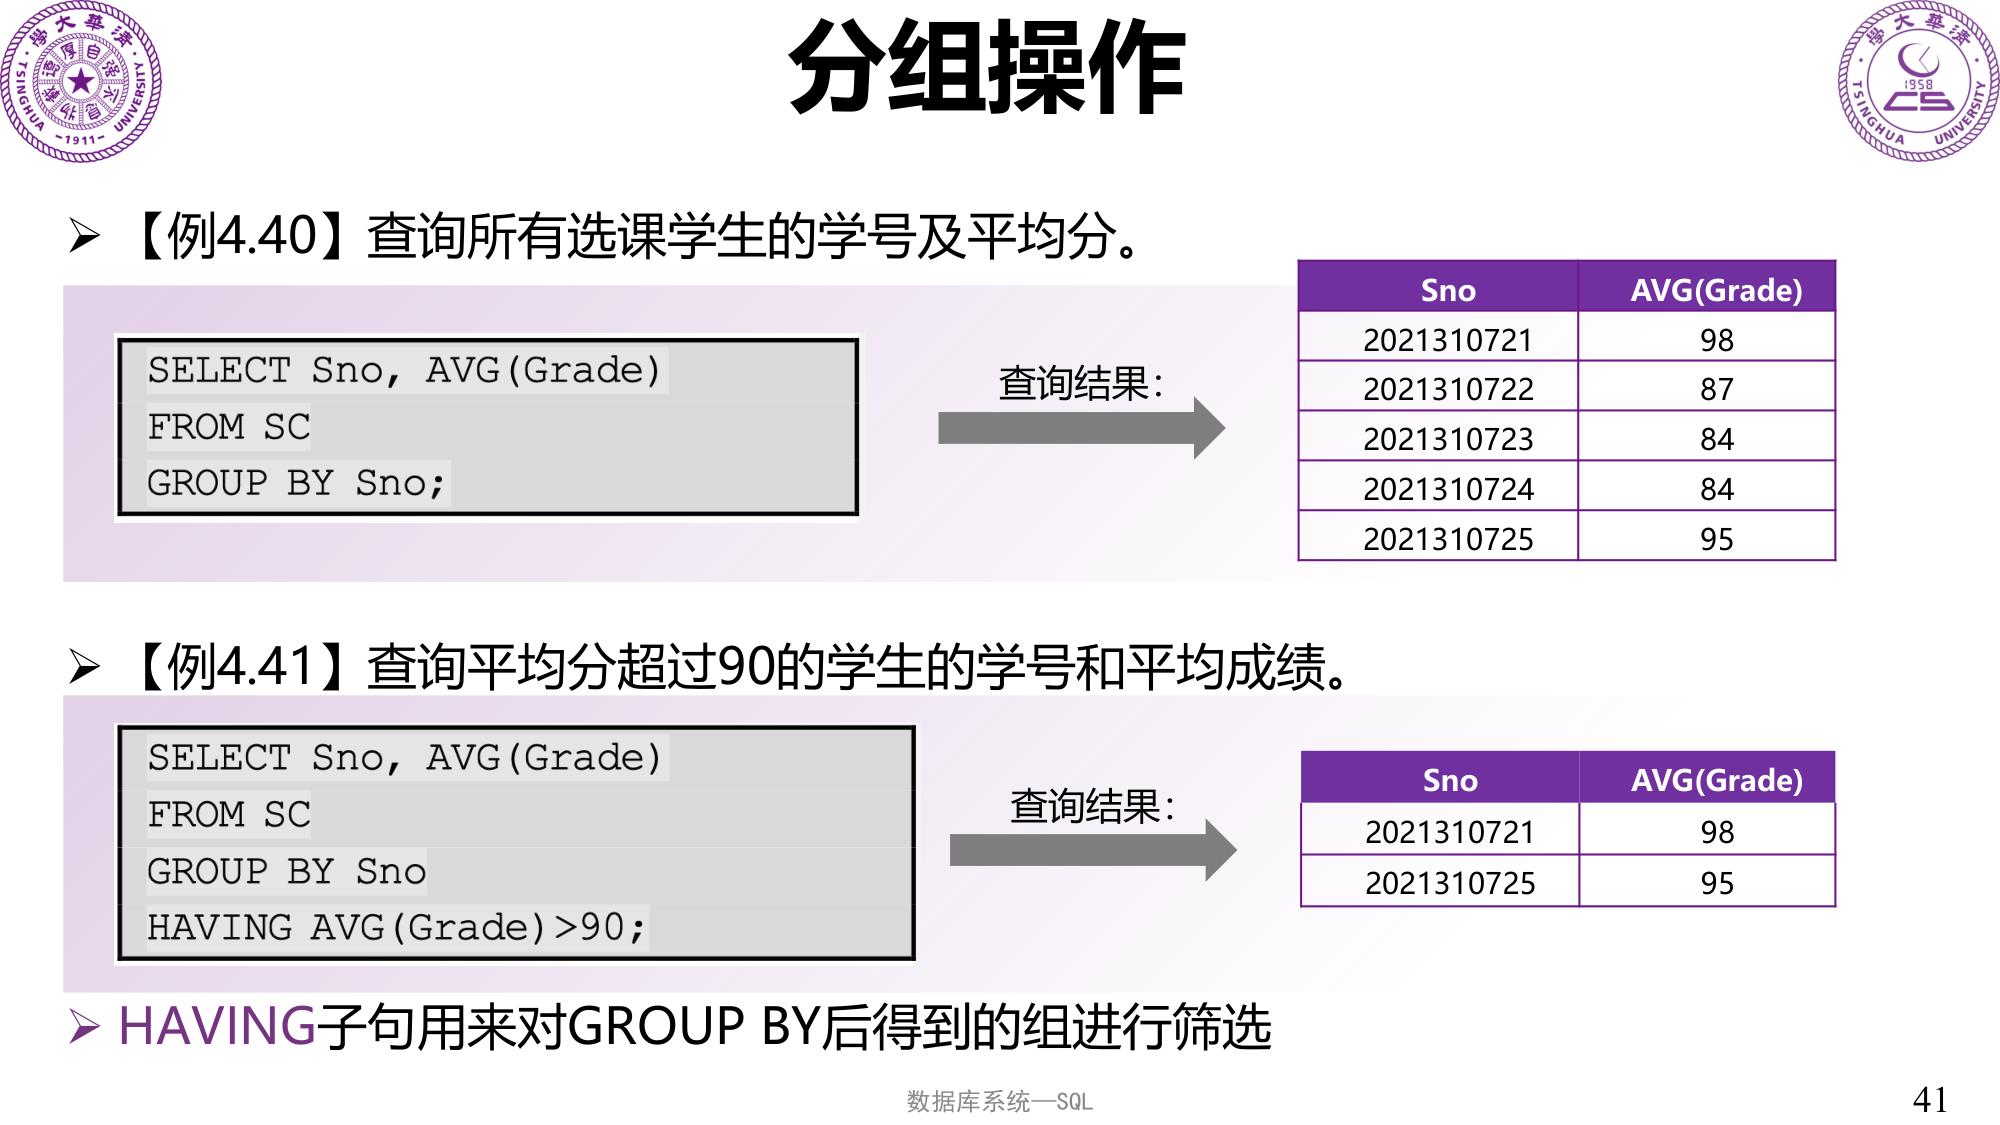 分组操作
【例4.40】查询所有选课学生的学号及平均分。
SELECT Sno, AVG(Grade)
FROM SC
GROUP BY Sno;
查询结果：
Sno AVG(Grade)
2021310721 98
2021310722 87
2021310723 84
2021310724 84
2021310725 95
【例4.41】查询平均分超过90的学生的学号和平均成绩。
SELECT Sno, AVG(Grade)
FROM SC
GROUP BY Sno
HAVING AVG(Grade)>90;
查询结果：
Sno AVG(Grade)
2021310721 98
2021310725 95
HAVING子句用来对GROUP BY后得到的组进行筛选
数据库系统—SQL
41
TSINGHUA UNIVERSITY
-1911-
TSINGHUA UNIVERSITY
1958